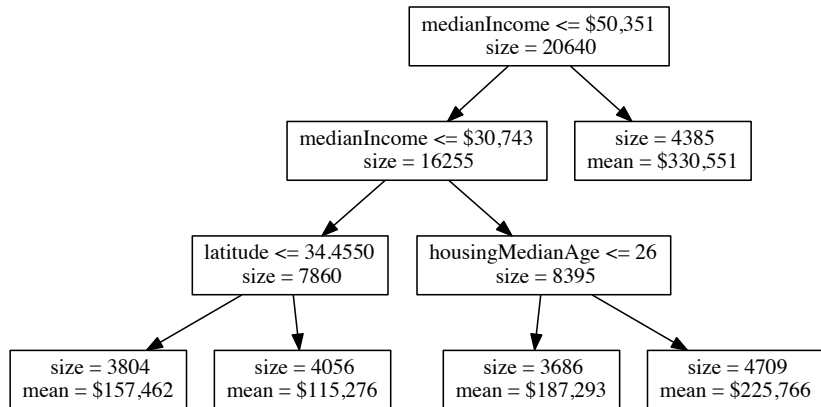 medianIncome <= $50,351
size = 20640
medianIncome <= $30,743
size = 16255
size = 4385
mean = $330,551
latitude <= 34.4550
size = 7860
housingMedianAge <= 26
size = 8395
size = 3804
mean = $157,462
size = 4056
mean = $115,276
size = 3686
mean = $187,293
size = 4709
mean = $225,766